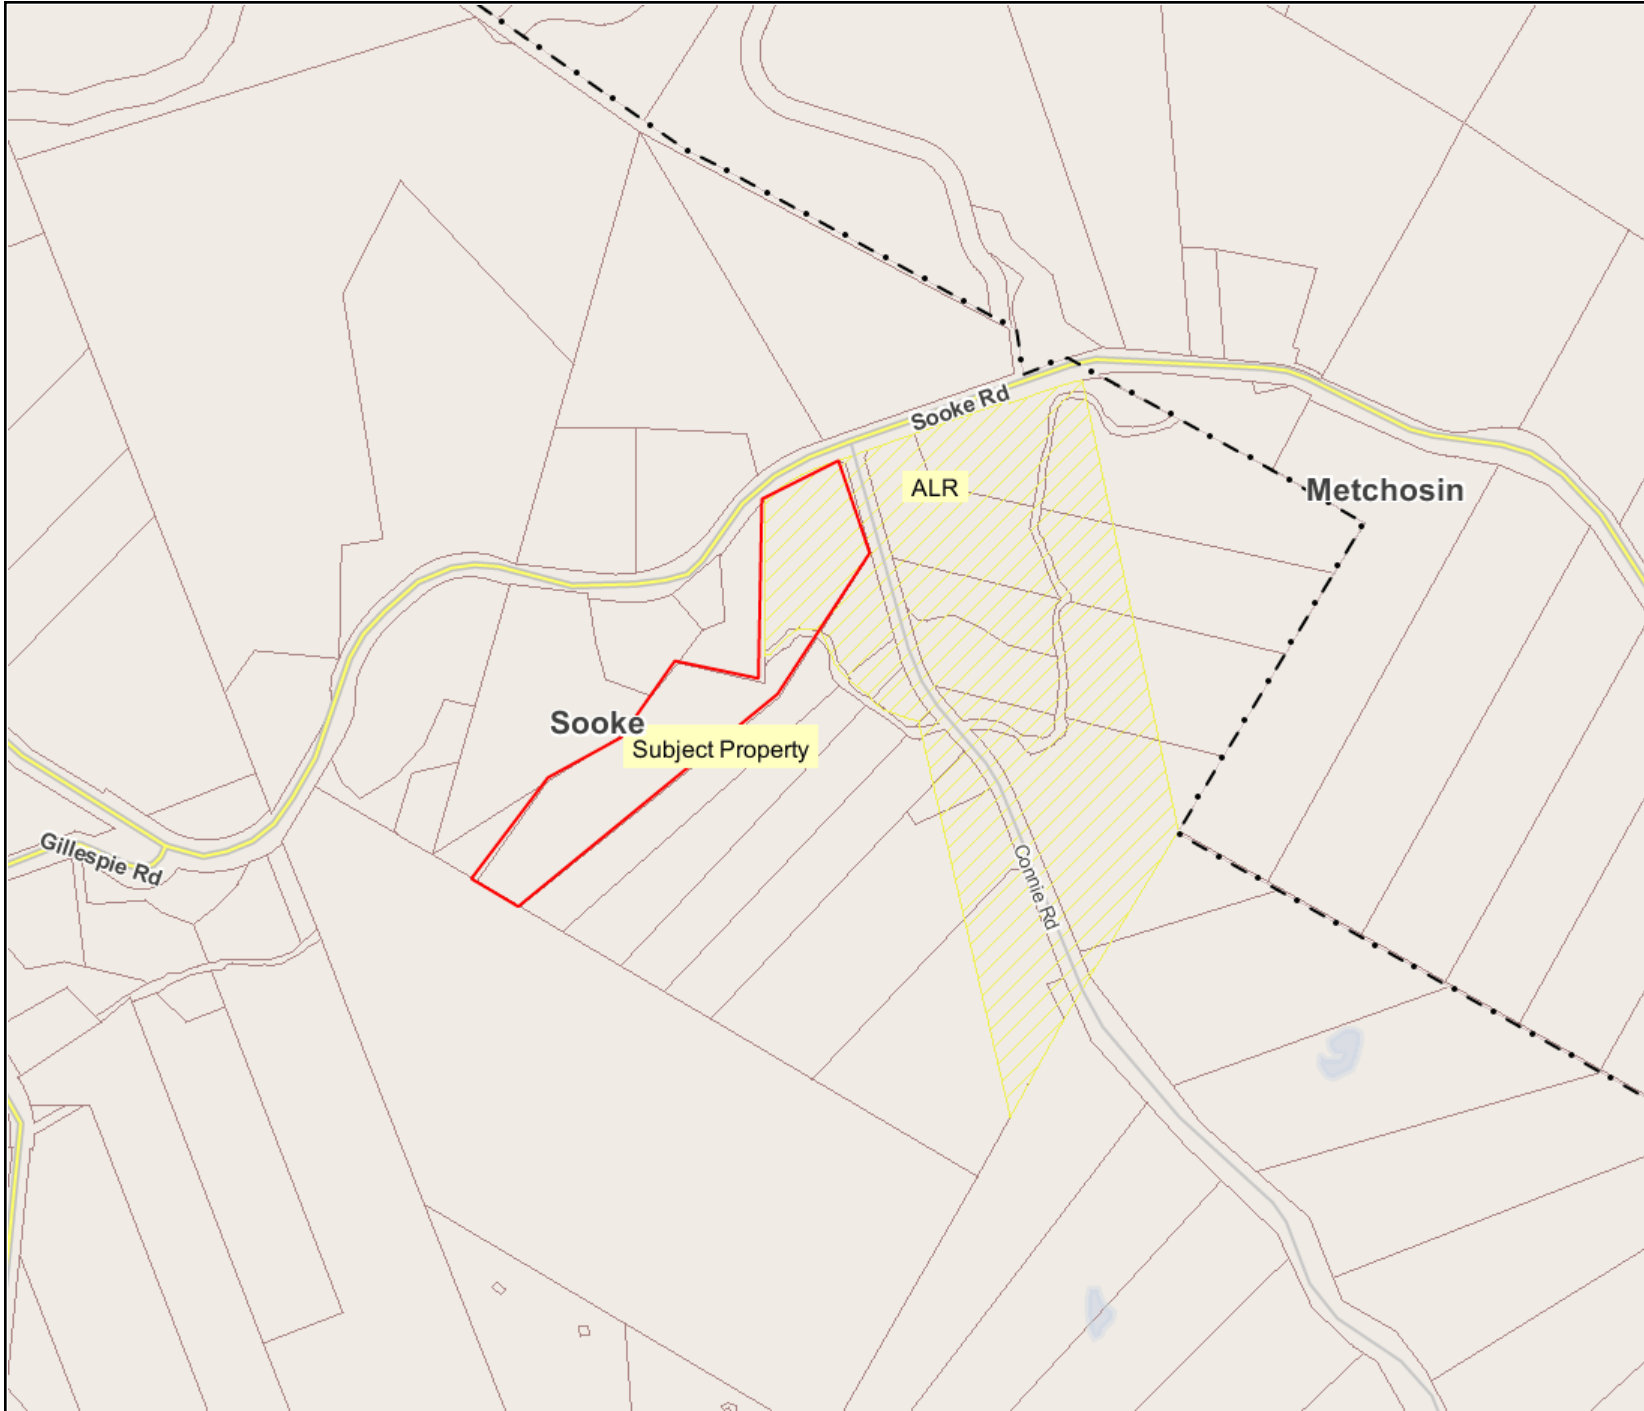 Sooke Rd
ALR
Metchosin
Sooke
Subject Property
Gillespie Rd
Connie Rd